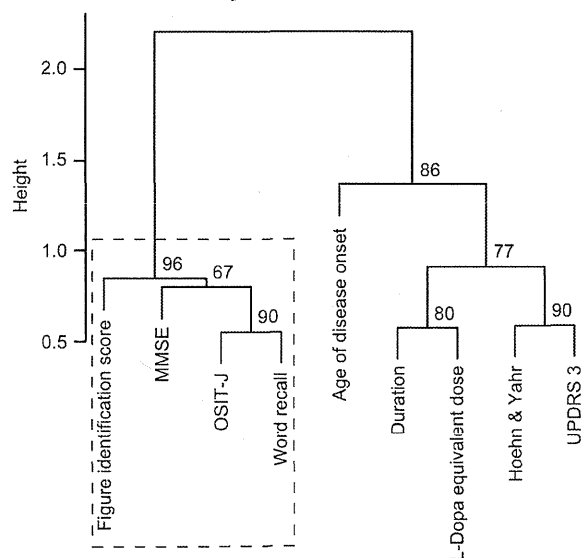 Height
2.0
1.5
1.0
0.5
86
96
67
77
90
80
90
Figure identification score
MMSE
OSIT-J
Word recall
Age of disease onset
Duration
L-Dopa equivalent dose
Hoehn & Yahr
UPDRS 3